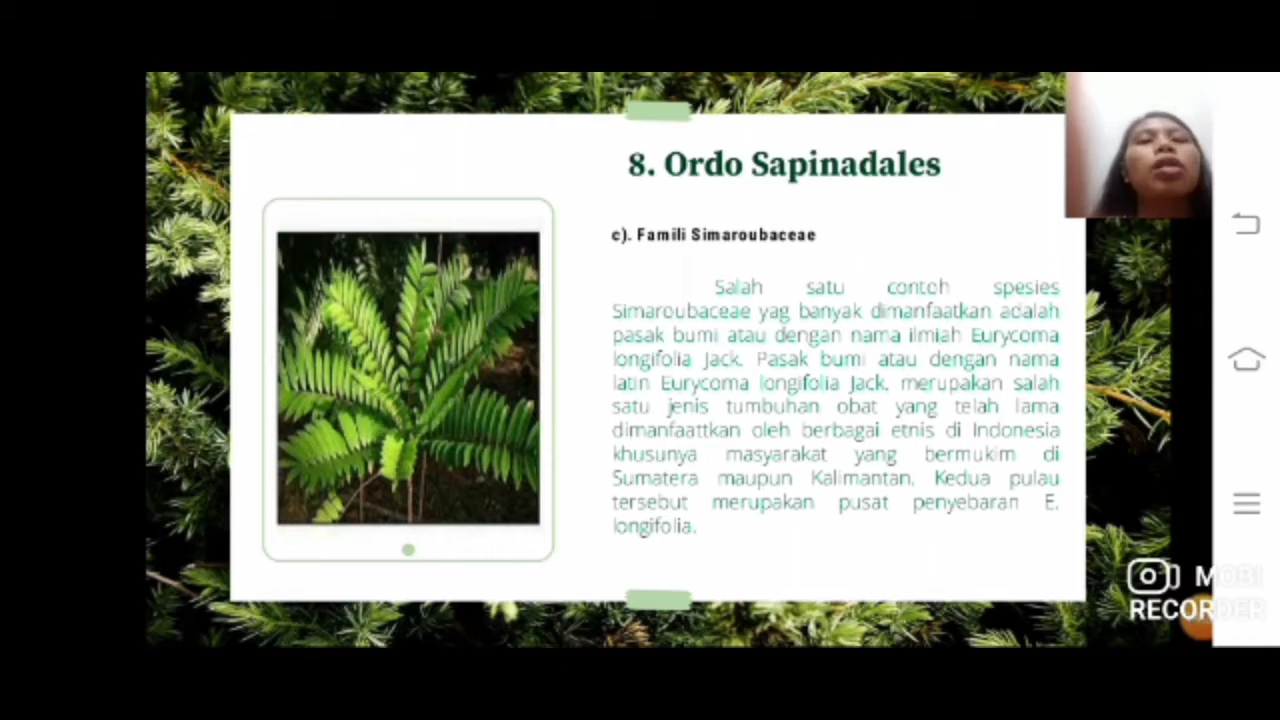 8. Ordo Sapinadales
c). Famili Simaroubaceae
Salah satu contoh spesies
Simaroubaceae yag banyak dimanfaatkan adalah
pasak bumi atau dengan nama ilmiah Eurycoma
longifolia Jack. Pasak bumi atau dengan nama
latin Eurycoma longifolia Jack. merupakan salah
satu jenis tumbuhan obat yang telah lama
dimanfaattkan oleh berbagai etnis di Indonesia
khusunya masyarakat yang bermukim di
Sumatera maupun Kalimantan. Kedua pulau
tersebut merupakan pusat penyebaran E.
longifolia.
MOBI
RECORDER